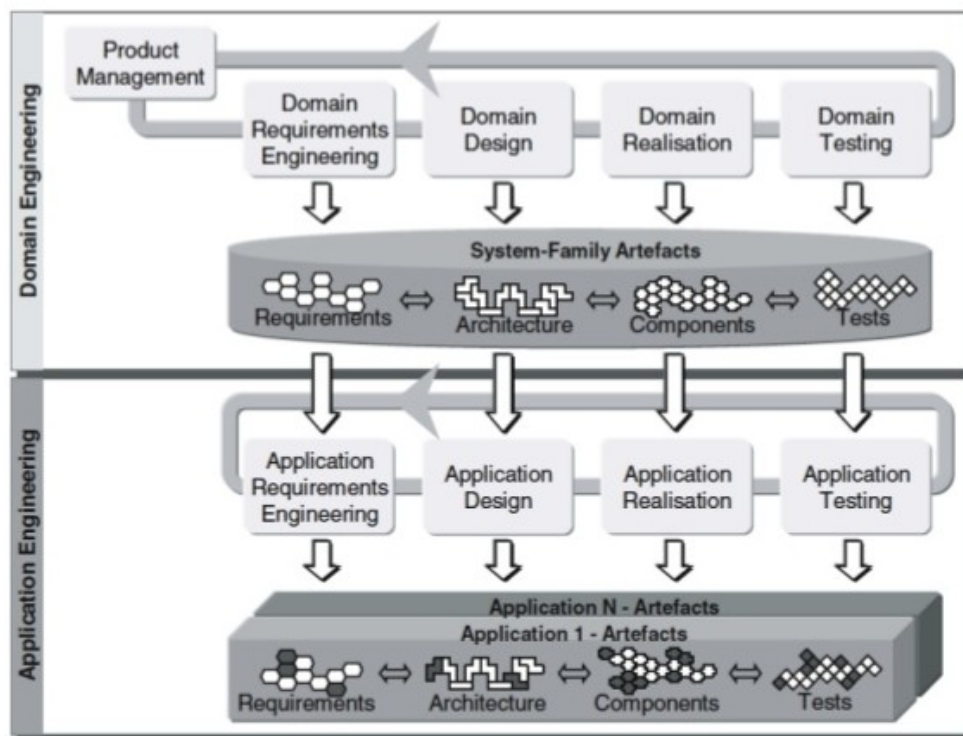 Domain Engineering
Product
Management
Domain
Requirements
Engineering
Domain
Design
Domain
Realisation
Domain
Testing
System-Family Artefacts
Requirements
Architecture
Components
Tests
Application Engineering
Application
Requirements
Engineering
Application
Design
Application
Realisation
Application
Testing
Application N - Artefacts
Application 1 - Artefacts
Requirements
Architecture
Components
Tests